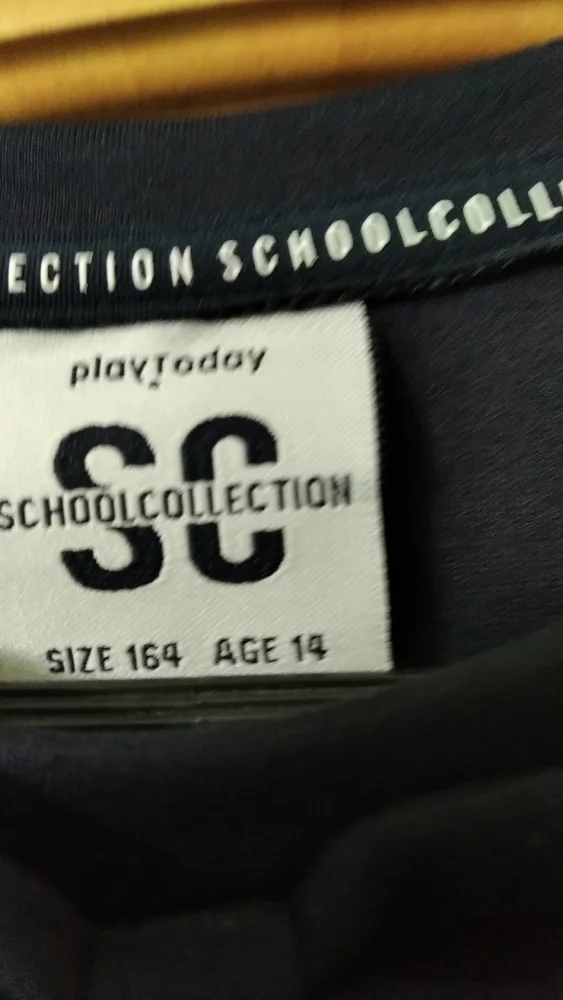 ECTION SCHOOLCOLL
playToday
SC
SCHOOLCOLLECTION
SIZE 164 AGE 14